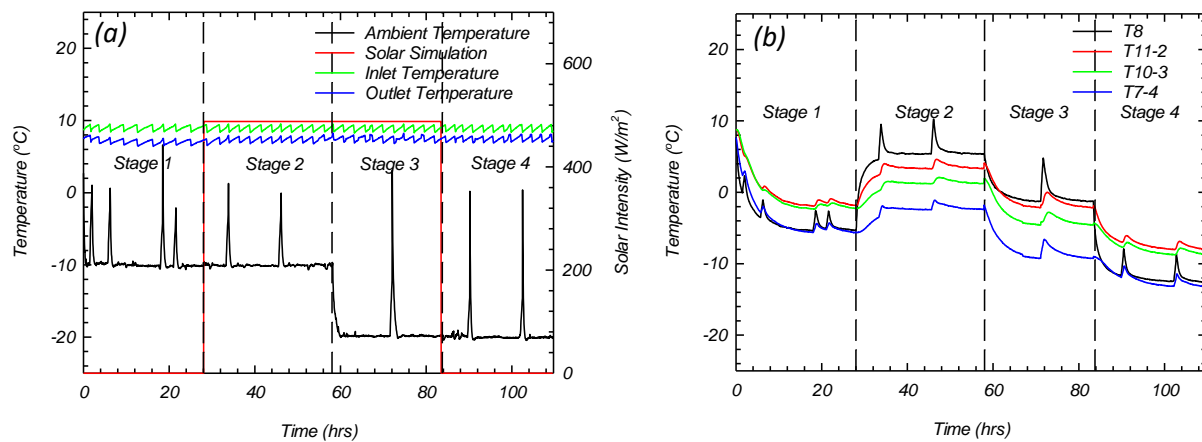 (a)
Ambient Temperature
Solar Simulation
Inlet Temperature
Outlet Temperature
Stage 1
Stage 2
Stage 3
Stage 4
20
10
0
-10
-20
Temperature (°C)
600
400
200
0
Solar Intensity (W/m²)
0 20 40 60 80 100
Time (hrs)
(b)
T8
T11-2
T10-3
T7-4
Stage 1
Stage 2
Stage 3
Stage 4
20
10
0
-10
-20
Temperature (°C)
0 20 40 60 80 100
Time (hrs)